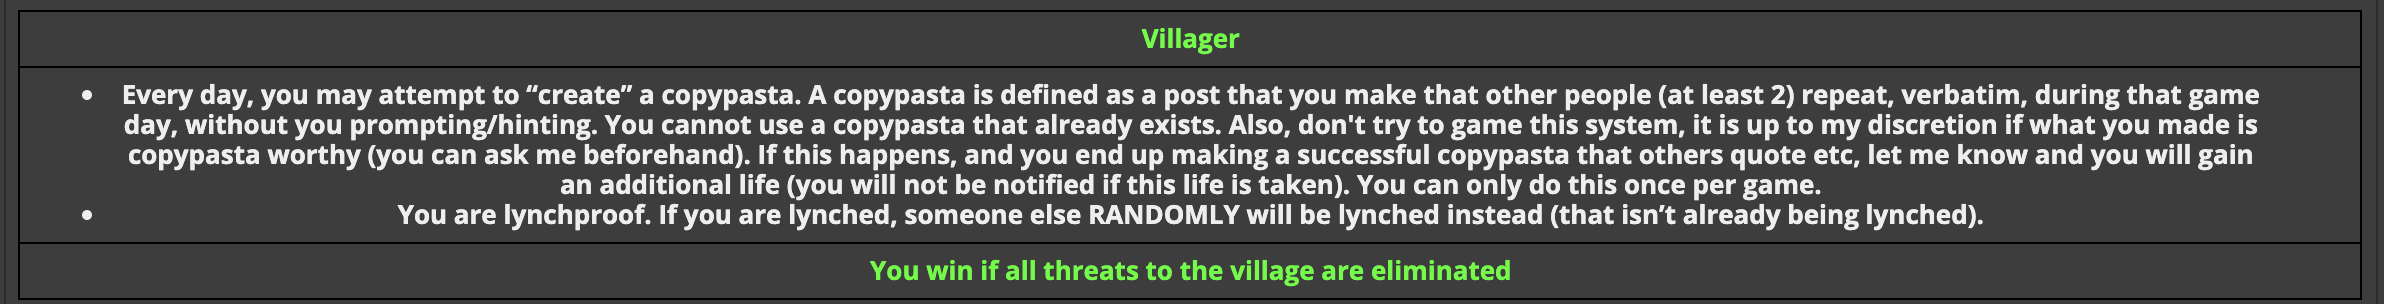 Villager
• Every day, you may attempt to “create” a copypasta. A copypasta is defined as a post that you make that other people (at least 2) repeat, verbatim, during that game
day, without you prompting/hinting. You cannot use a copypasta that already exists. Also, don't try to game this system, it is up to my discretion if what you made is
copypasta worthy (you can ask me beforehand). If this happens, and you end up making a successful copypasta that others quote etc, let me know and you will gain
an additional life (you will not be notified if this life is taken). You can only do this once per game.
• You are lynchproof. If you are lynched, someone else RANDOMLY will be lynched instead (that isn’t already being lynched).
You win if all threats to the village are eliminated